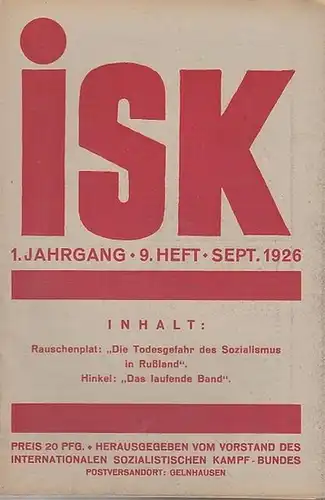 iSK
1. JAHRGANG • 9. HEFT • SEPT. 1926
INHALT:
Rauschenplat: „Die Todesgefahr des Sozialismus
in Rußland".
Hinkel: „Das laufende Band".
PREIS 20 PFG. • HERAUSGEGEBEN VOM VORSTAND DES
INTERNATIONALEN SOZIALISTISCHEN KAMPF-BUNDES
POSTVERSANDORT: GELNHAUSEN